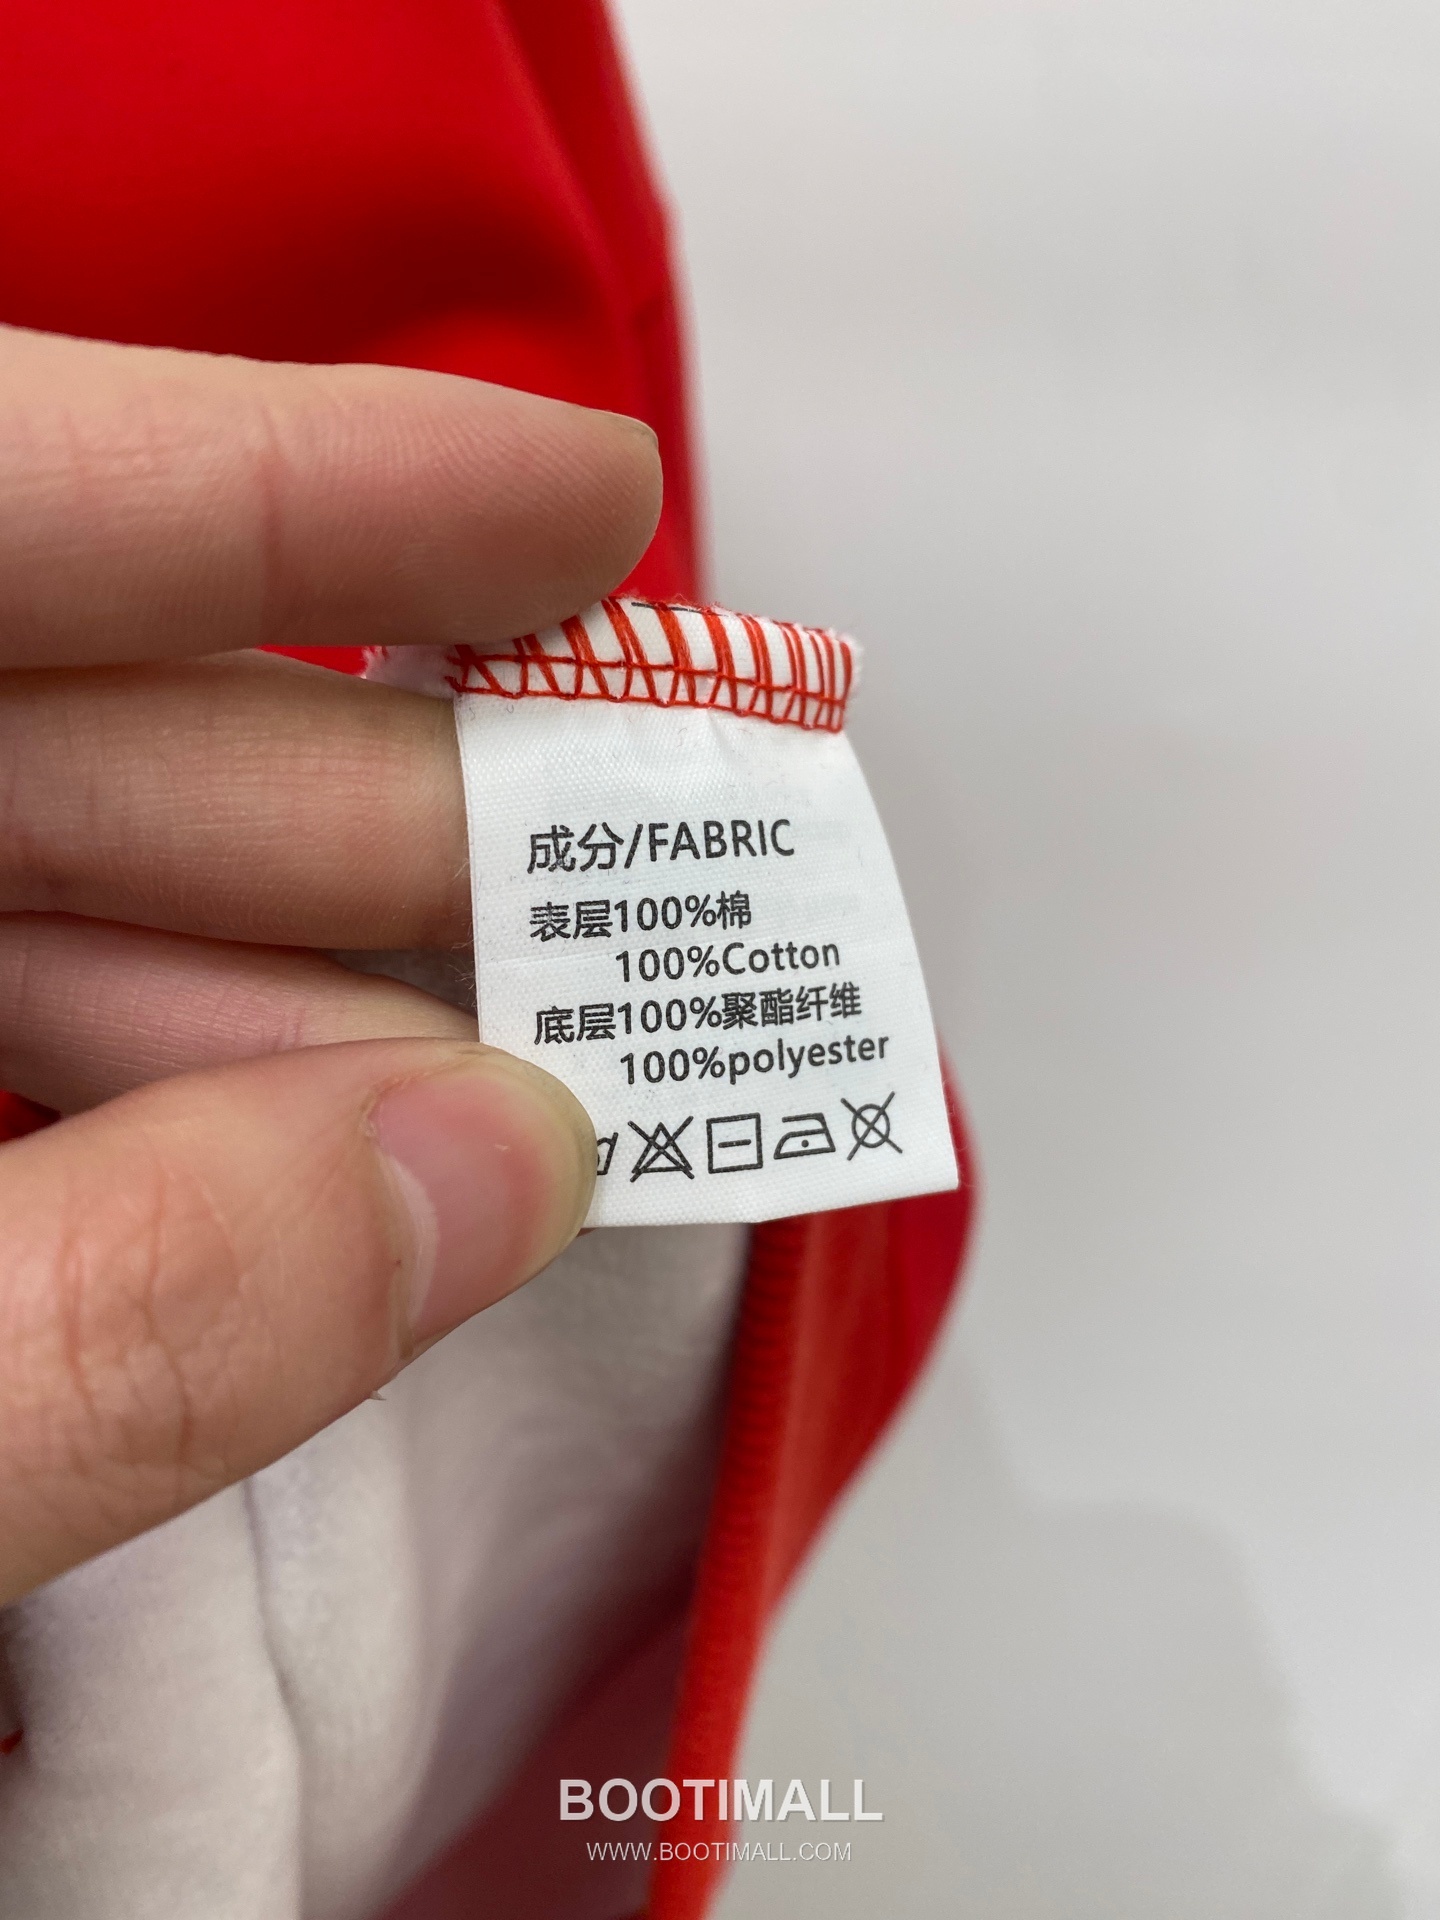 成分/FABRIC
表层100%棉
100%Cotton
底层100%聚酯纤维
100%polyester
BOOTIMALL
WWW.BOOTIMALL.COM